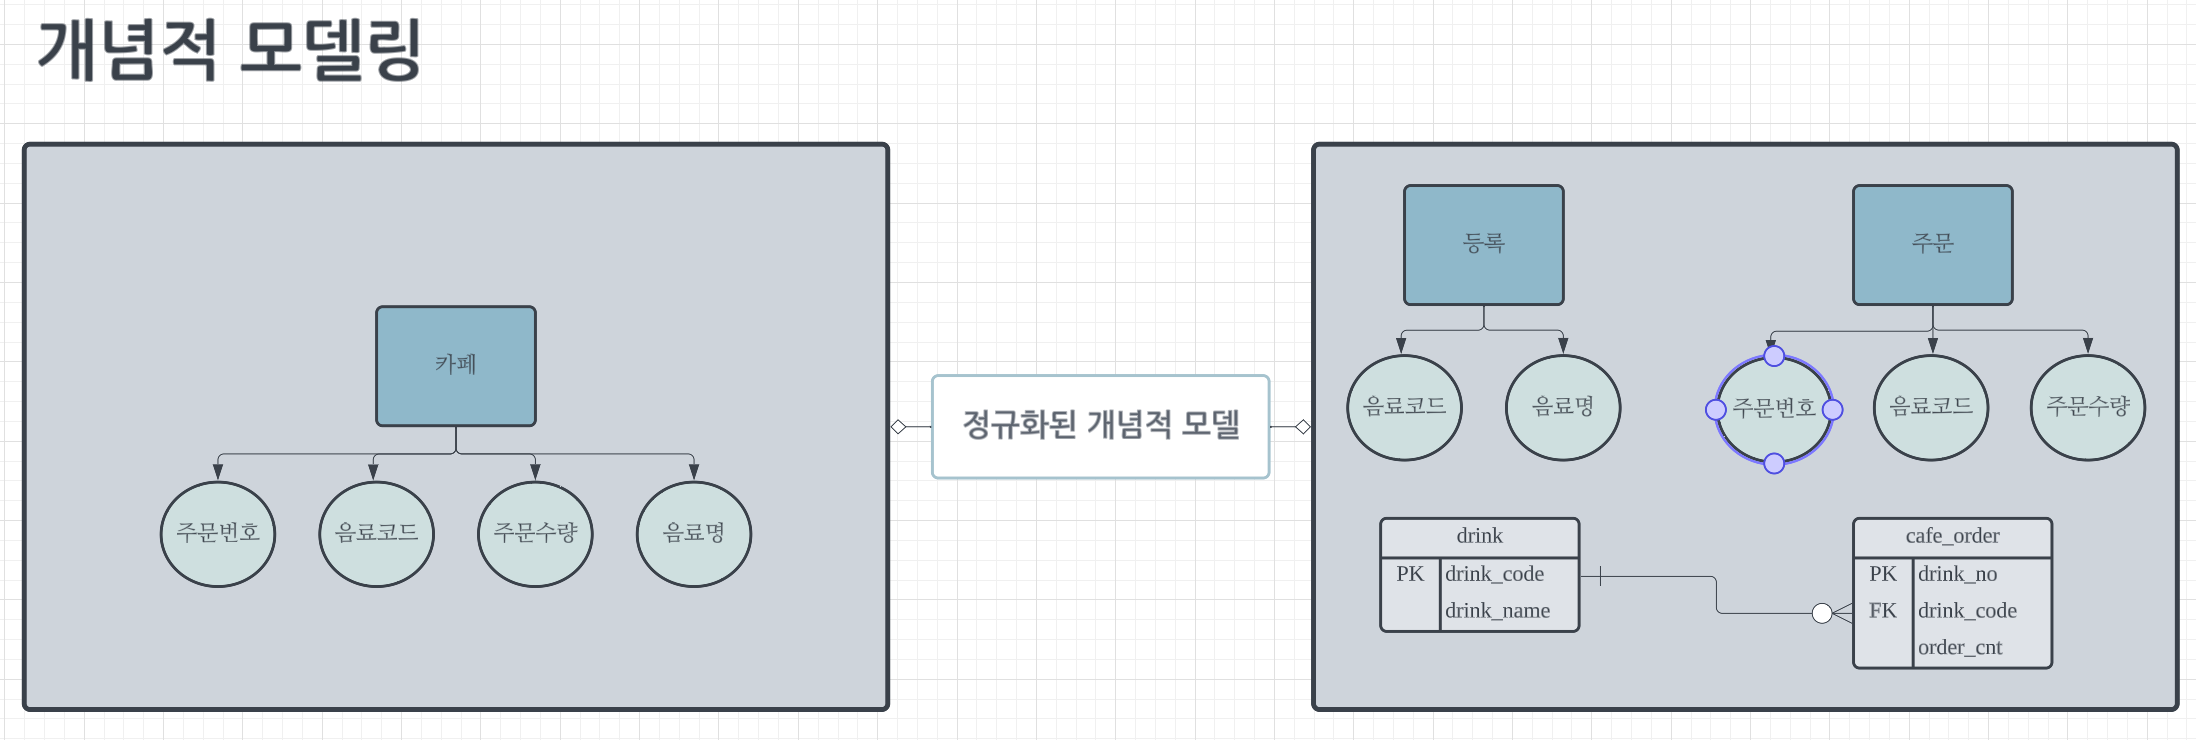 개념적 모델링
카페
주문번호
음료코드
주문수량
음료명
정규화된 개념적 모델
등록
주문
음료코드
음료명
주문번호
음료코드
주문수량
drink
PK drink_code
drink_name
cafe_order
PK drink_no
FK drink_code
order_cnt